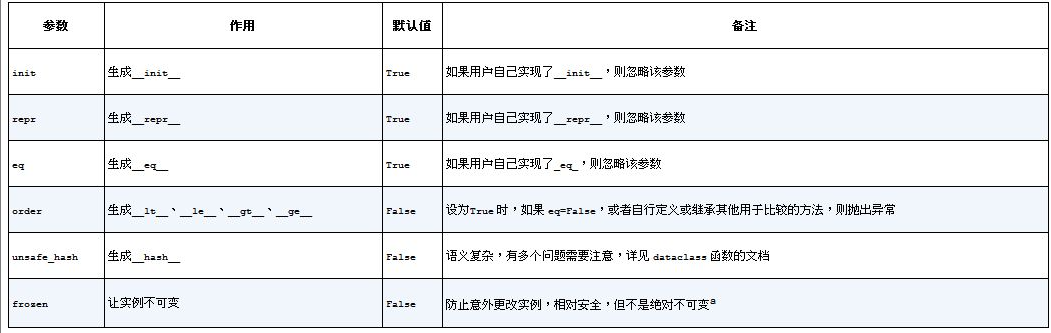 参数 作用 默认值 备注
init 生成__init__ True 如果用户自己实现了__init__，则忽略该参数
repr 生成__repr__ True 如果用户自己实现了__repr__，则忽略该参数
eq 生成__eq__ True 如果用户自己实现了_eq_，则忽略该参数
order 生成__lt__、__le__、__gt__、__ge__ False 设为True 时，如果 eq=False，或者自行定义或继承其他用于比较的方法，则抛出异常
unsafe_hash 生成__hash__ False 语义复杂，有多个问题需要注意，详见 dataclass 函数的文档
frozen 让实例不可变 False 防止意外更改实例，相对安全，但不是绝对不可变a